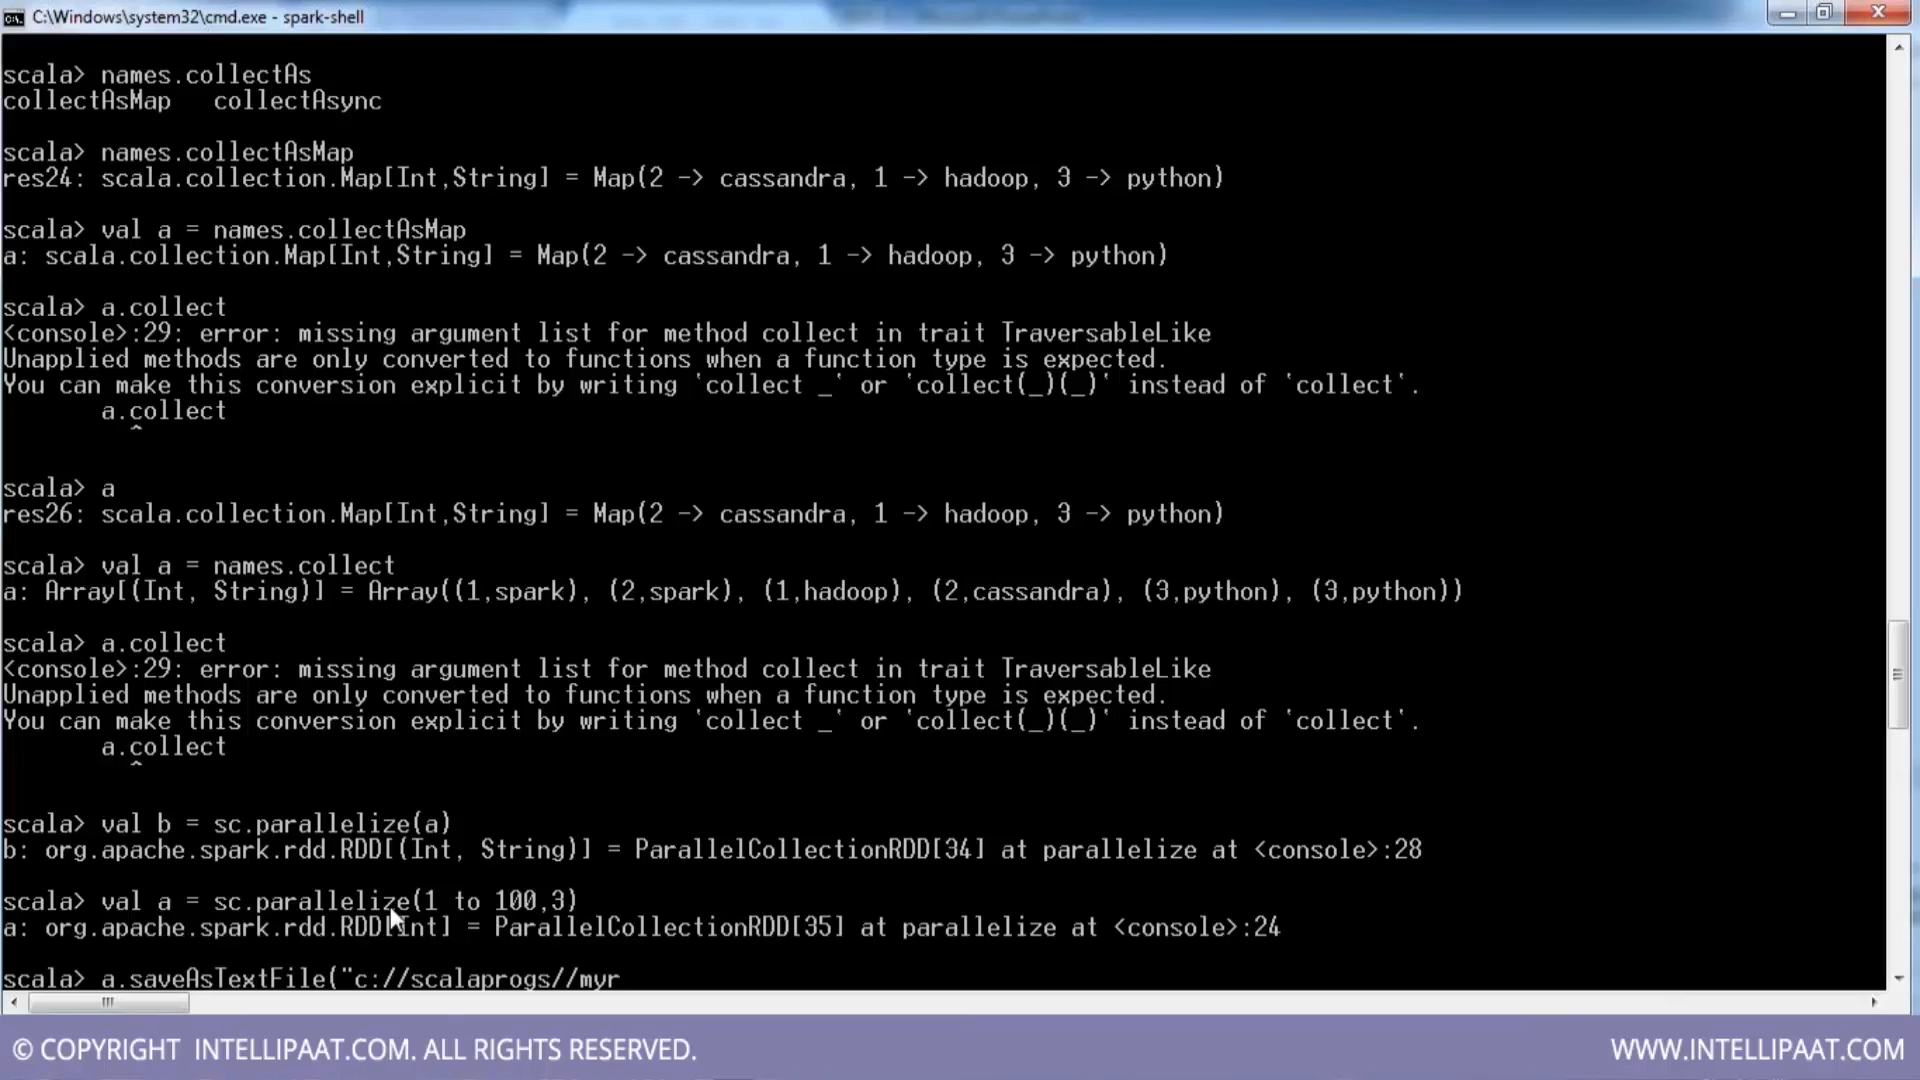 C:\Windows\system32\cmd.exe - spark-shell
scala> names.collectAs
collectAsMap   collectAsync
scala> names.collectAsMap
res24: scala.collection.Map[Int,String] = Map(2 -> cassandra, 1 -> hadoop, 3 -> python)
scala> val a = names.collectAsMap
a: scala.collection.Map[Int,String] = Map(2 -> cassandra, 1 -> hadoop, 3 -> python)
scala> a.collect
<console>:29: error: missing argument list for method collect in trait TraversableLike
Unapplied methods are only converted to functions when a function type is expected.
You can make this conversion explicit by writing `collect _` or `collect(_)(_)` instead of `collect`.
       a.collect
         ^
scala> a
res26: scala.collection.Map[Int,String] = Map(2 -> cassandra, 1 -> hadoop, 3 -> python)
scala> val a = names.collect
a: Array[(Int, String)] = Array((1,spark), (2,spark), (1,hadoop), (2,cassandra), (3,python), (3,python))
scala> a.collect
<console>:29: error: missing argument list for method collect in trait TraversableLike
Unapplied methods are only converted to functions when a function type is expected.
You can make this conversion explicit by writing `collect _` or `collect(_)(_)` instead of `collect`.
       a.collect
         ^
scala> val b = sc.parallelize(a)
b: org.apache.spark.rdd.RDD[(Int, String)] = ParallelCollectionRDD[34] at parallelize at <console>:28
scala> val a = sc.parallelize(1 to 100,3)
a: org.apache.spark.rdd.RDD[Int] = ParallelCollectionRDD[35] at parallelize at <console>:24
scala> a.saveAsTextFile("c://scalaprogs//myr
© COPYRIGHT INTELLIPAAT.COM. ALL RIGHTS RESERVED.
WWW.INTELLIPAAT.COM